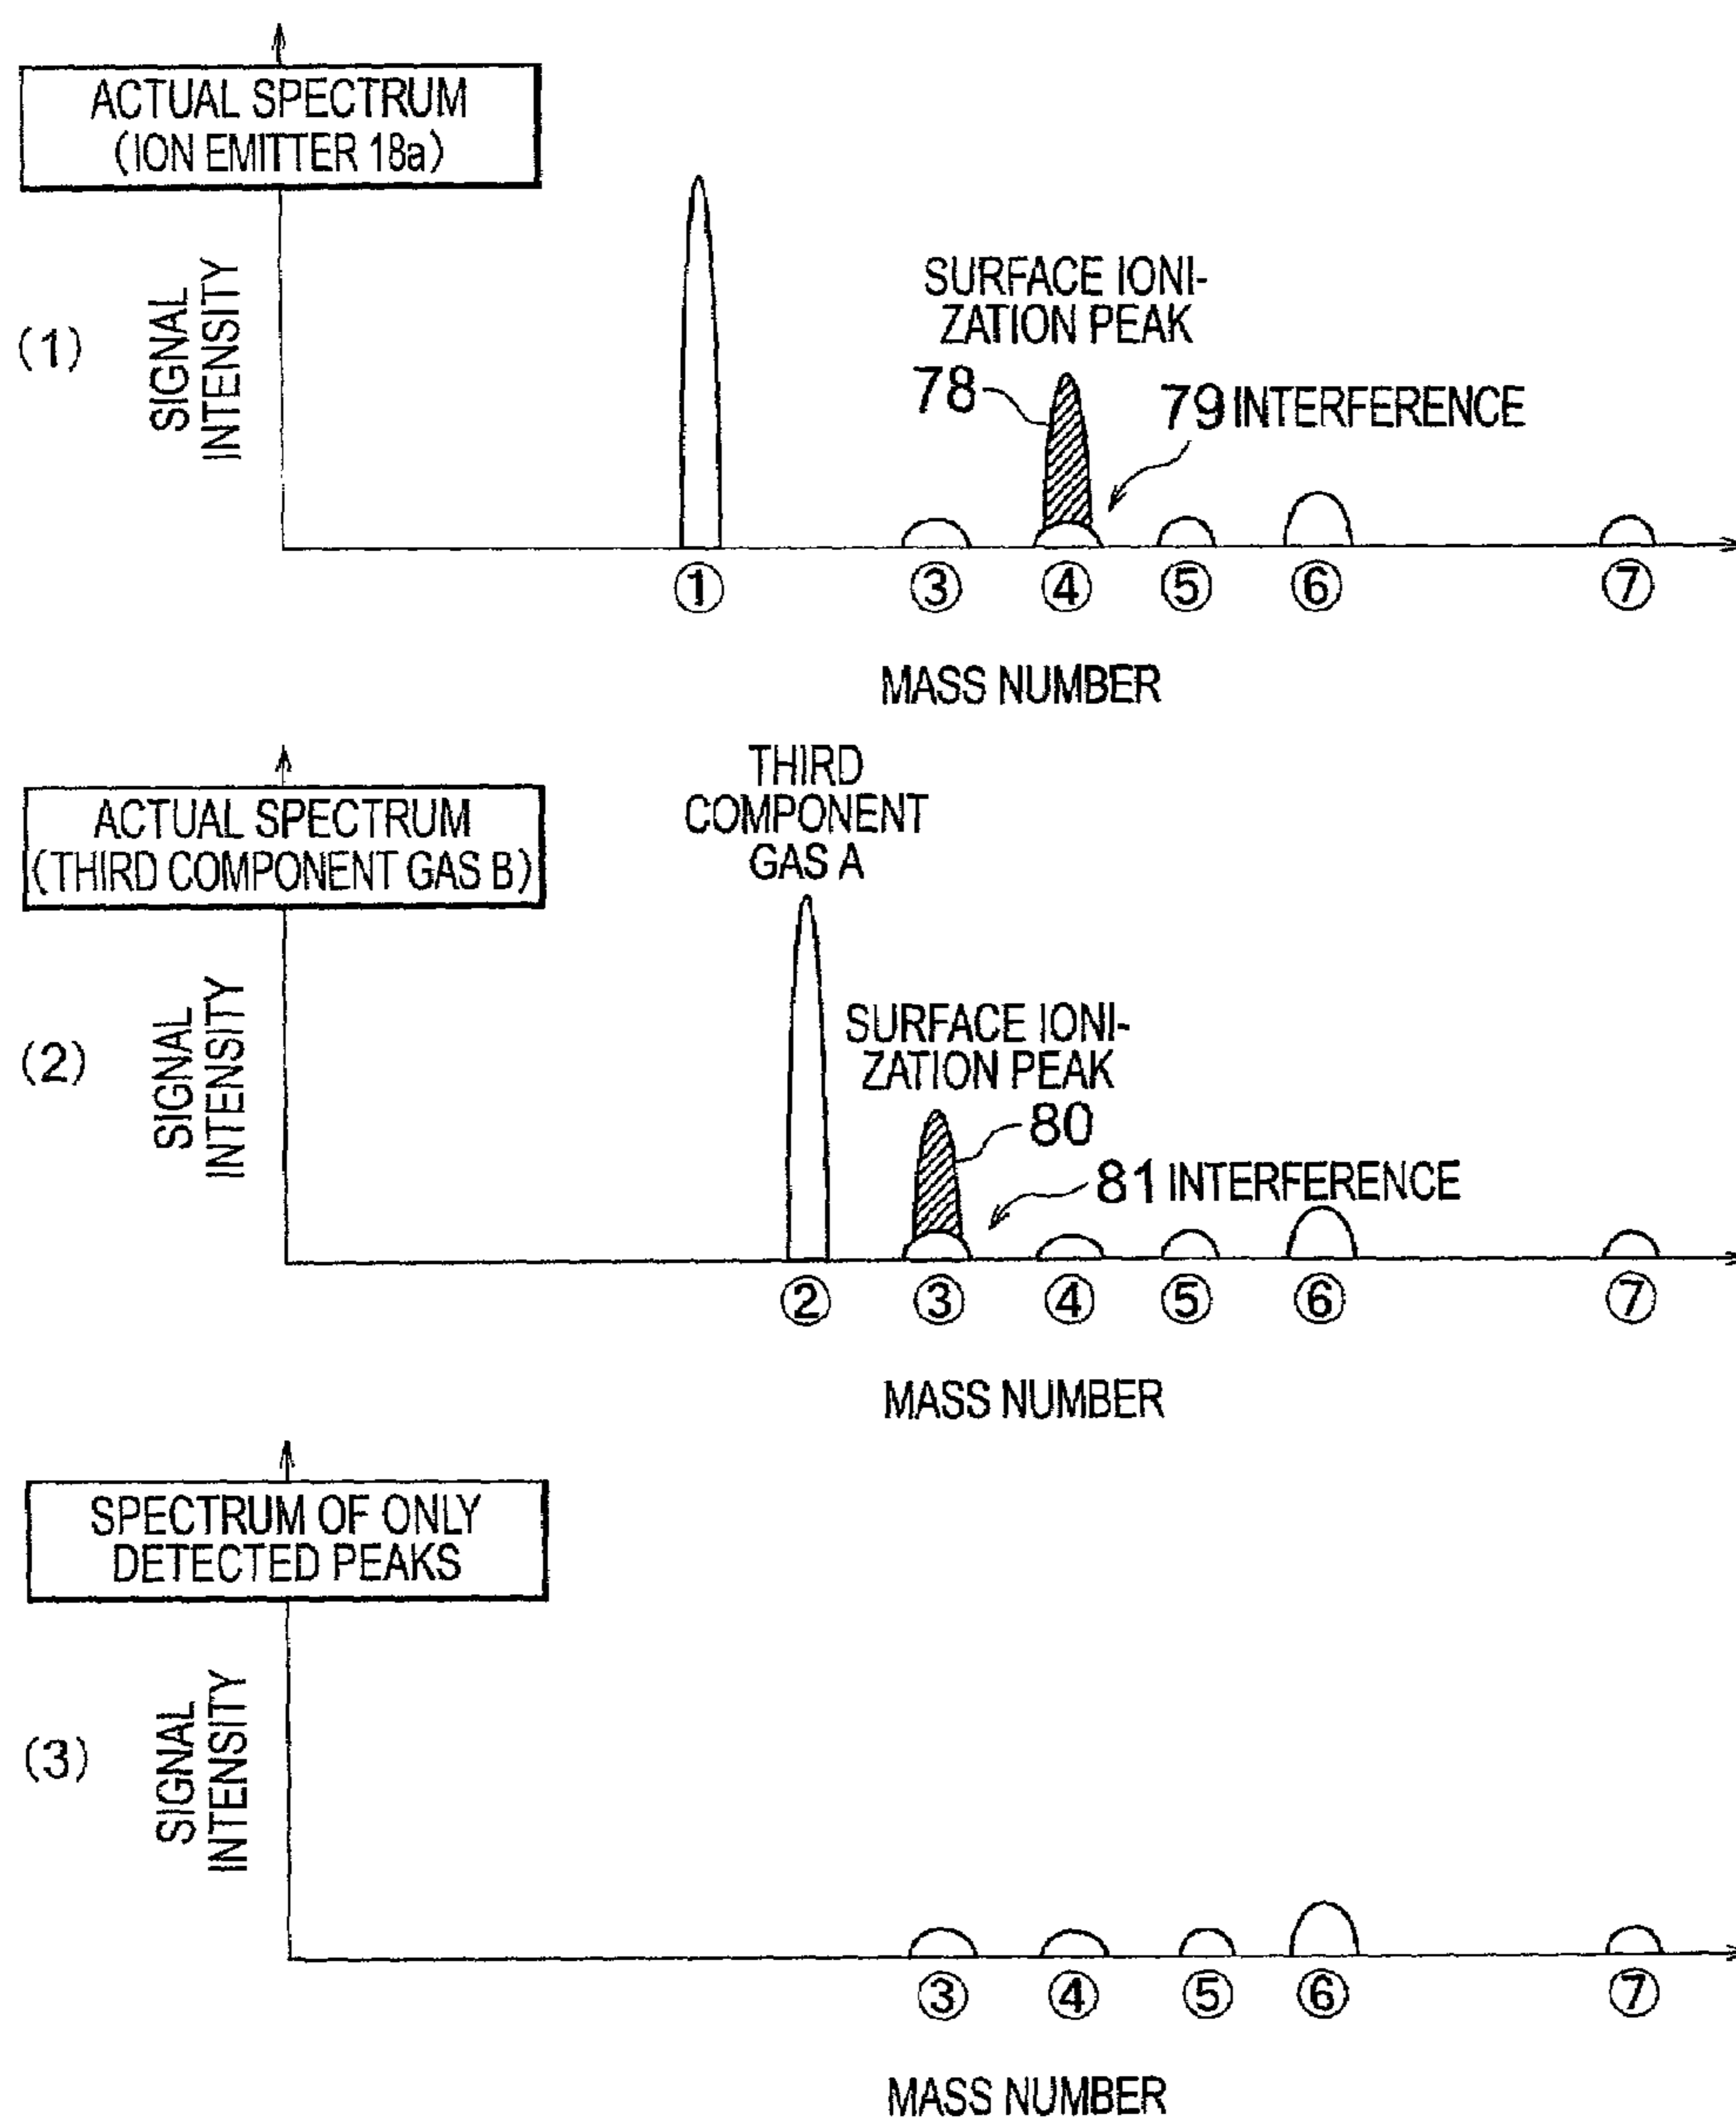 ACTUAL SPECTRUM
(ION EMITTER 18a)
(1)
SIGNAL
INTENSITY
SURFACE IONI-
ZATION PEAK
78
79 INTERFERENCE
① ③ ④ ⑤ ⑥ ⑦
MASS NUMBER
ACTUAL SPECTRUM
(THIRD COMPONENT GAS B)
(2)
SIGNAL
INTENSITY
THIRD
COMPONENT
GAS A
SURFACE IONI-
ZATION PEAK
80
81 INTERFERENCE
② ③ ④ ⑤ ⑥ ⑦
MASS NUMBER
SPECTRUM OF ONLY
DETECTED PEAKS
(3)
SIGNAL
INTENSITY
③ ④ ⑤ ⑥ ⑦
MASS NUMBER